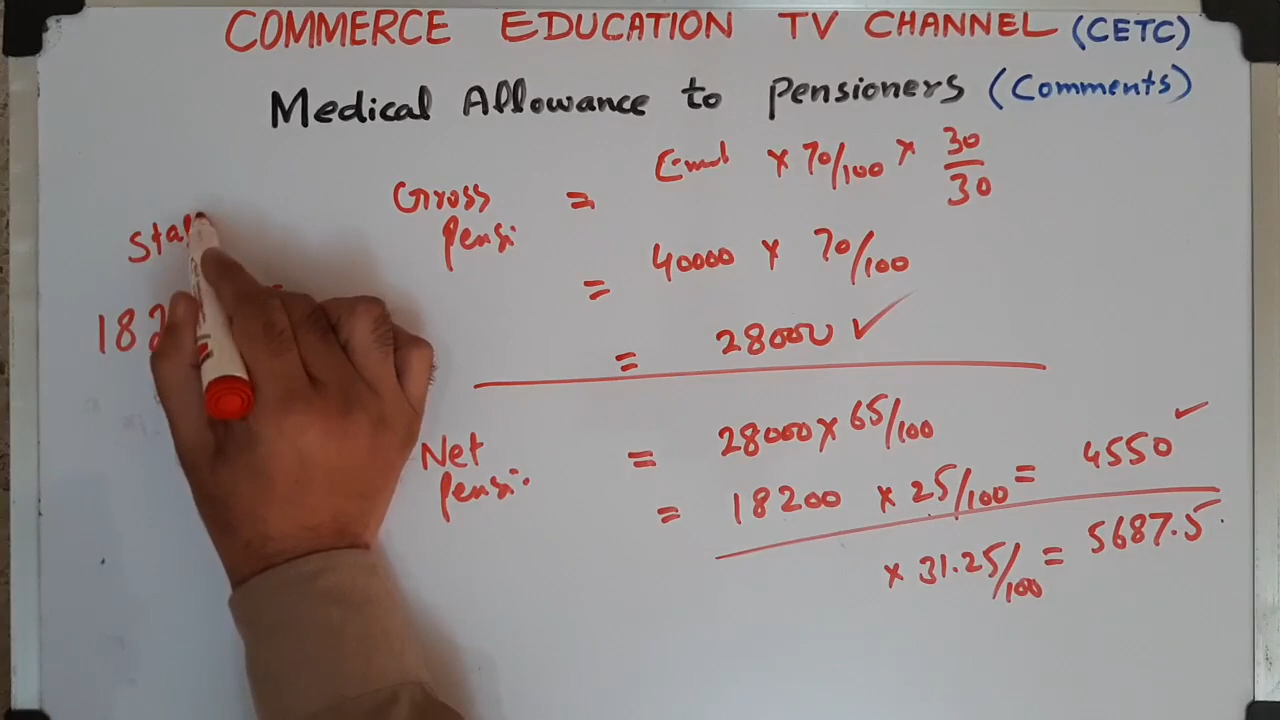 COMMERCE EDUCATION TV CHANNEL (CETC)
Medical Allowance to Pensioners (Comments)
Gross Pensi = Emul × 70/100 × 30/30
= 40000 × 70/100
= 28000 ✓
Net Pensi. = 28000 × 65/100
= 18200 × 25/100 = 4550 ✓
× 31.25/100 = 5687.5